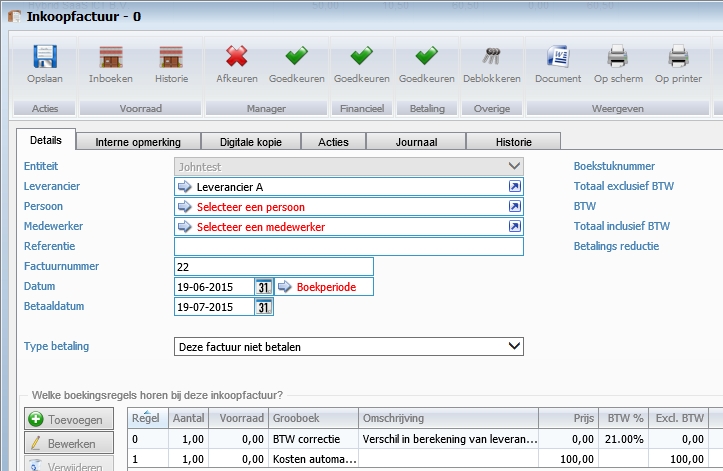 Inkoopfactuur - 0
Opslaan Inboeken Historie Afkeuren Goedkeuren Goedkeuren Goedkeuren Deblokkeren Document Op scherm Op printer
Acties Voorraad Manager Financieel Betaling Overige Weergeven
Details Interne opmerking Digitale kopie Acties Journaal Historie
Entiteit Johntest Boekstuknummer
Leverancier Leverancier A Totaal exclusief BTW
Persoon Selecteer een persoon BTW
Medewerker Selecteer een medewerker Totaal inclusief BTW
Referentie Betalings reductie
Factuurnummer 22
Datum 19-06-2015 31 Boekperiode
Betaaldatum 19-07-2015 31
Type betaling Deze factuur niet betalen
Welke boekingsregels horen bij deze inkoopfactuur?
Toevoegen Regel Aantal Voorraad Grooboek Omschrijving Prijs BTW % Excl. BTW
Bewerken 0 1,00 0,00 BTW correctie Verschil in berekening van leveran... 0,00 21.00% 0,00
Verwijderen 1 1,00 0,00 Kosten automa... 100,00 100,00